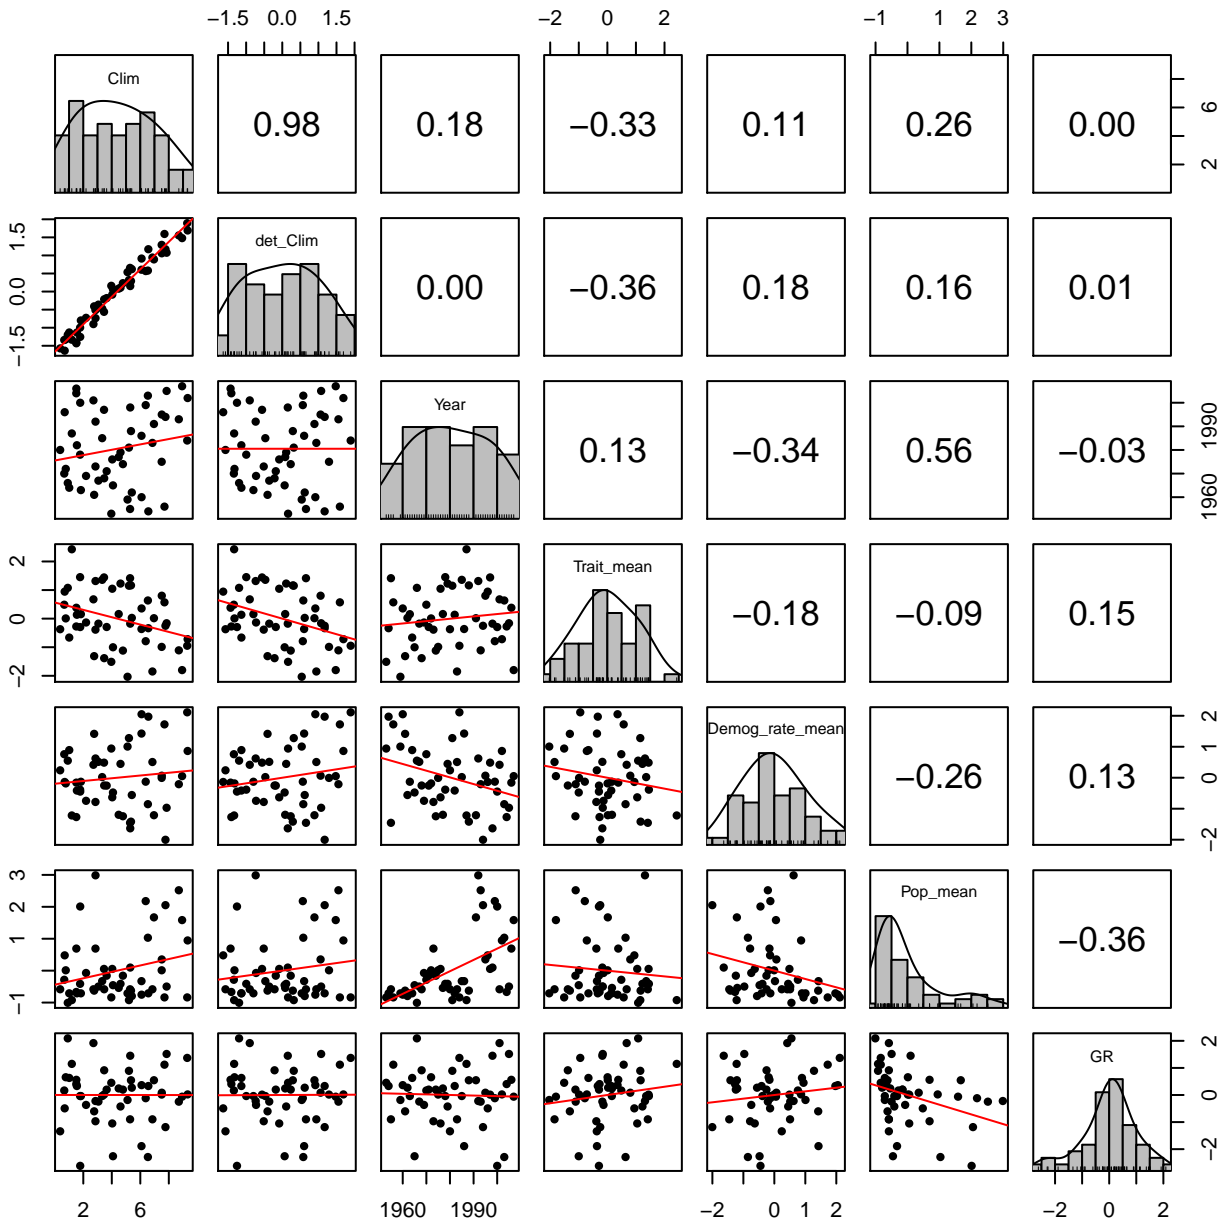 −1.5 0.0 1.5 −2 0 2 −1 1 2 3
Clim 0.98 0.18 −0.33 0.11 0.26 0.00 2 6
−1.5 0.0 1.5 det_Clim 0.00 −0.36 0.18 0.16 0.01
Year 0.13 −0.34 0.56 −0.03 1960 1990
−2 0 2 Trait_mean −0.18 −0.09 0.15
Demog_rate_mean −0.26 0.13 −2 0 1 2
−1 1 2 3 Pop_mean −0.36
GR −2 0 1 2
2 6 1960 1990 −2 0 1 2 −2 0 2